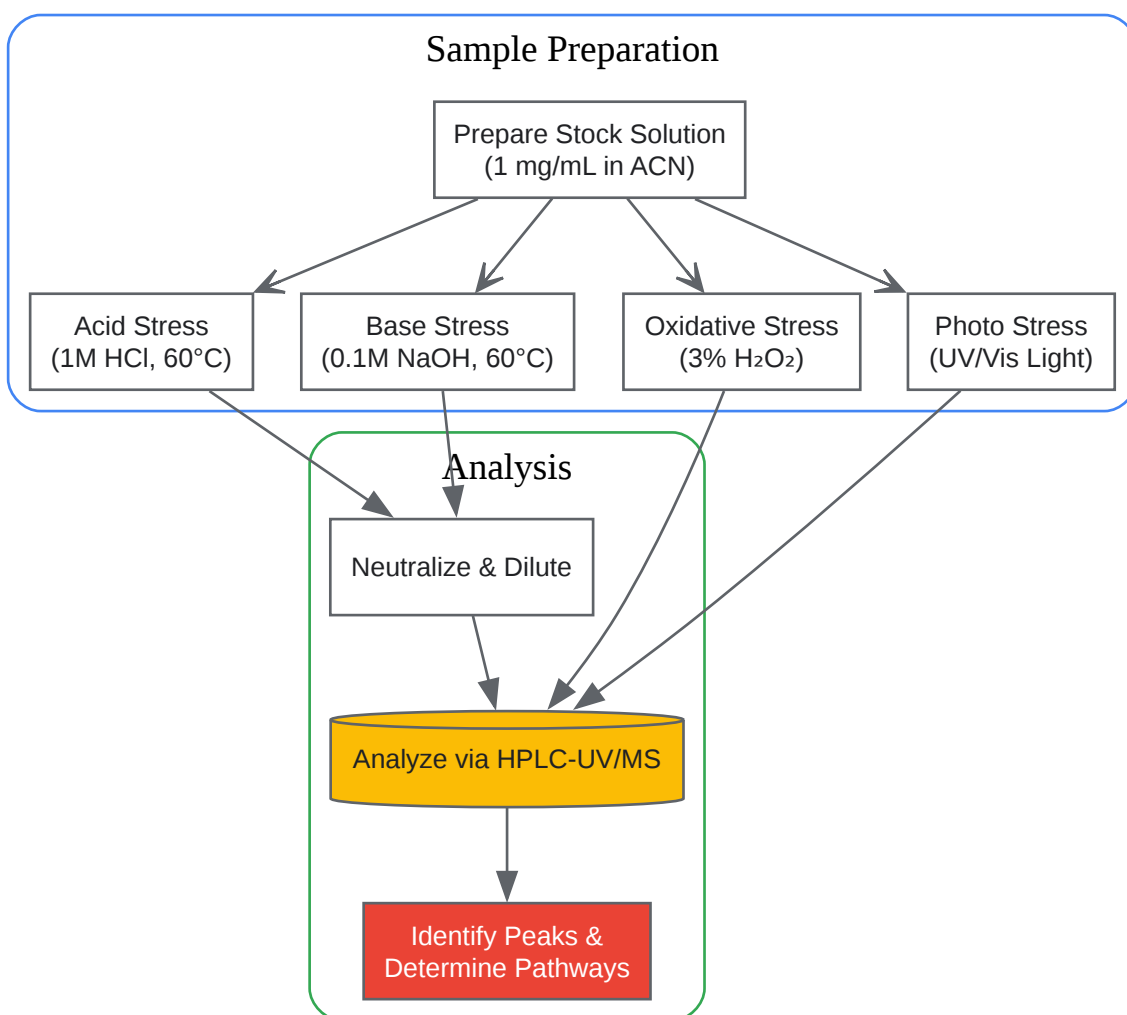 Sample Preparation
Prepare Stock Solution
(1 mg/mL in ACN)
Acid Stress
(1M HCl, 60°C)
Base Stress
(0.1M NaOH, 60°C)
Oxidative Stress
(3% H₂O₂)
Photo Stress
(UV/Vis Light)
Analysis
Neutralize & Dilute
Analyze via HPLC-UV/MS
Identify Peaks &
Determine Pathways